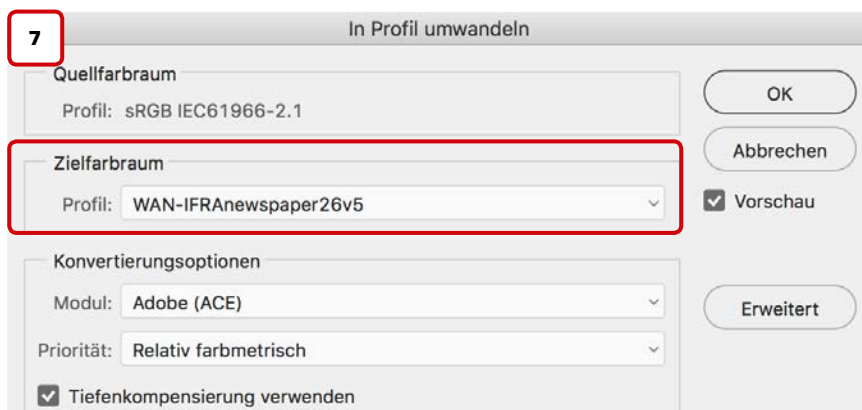 7
In Profil umwandeln
Quellfarbraum
Profil: sRGB IEC61966-2.1
OK
Zielfarbraum
Abbrechen
Profil: WAN-IFRAnewspaper26v5
Vorschau
Konvertierungsoptionen
Modul: Adobe (ACE)
Erweitert
Priorität: Relativ farbmetrisch
Tiefenkompensierung verwenden